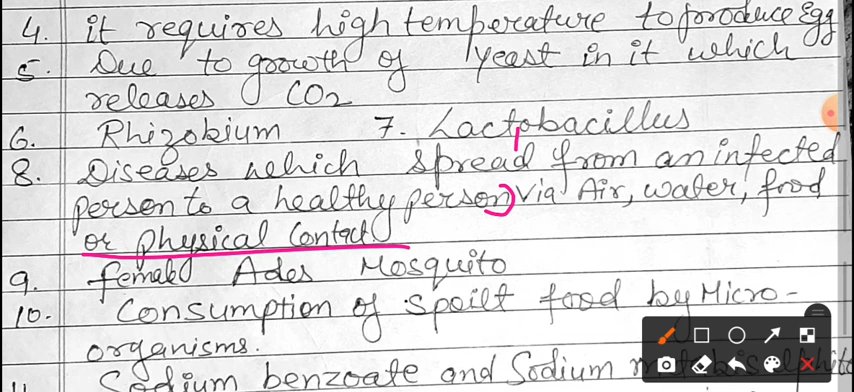 4. it requires high temperature to produce Egg
5. Due to growth of Yeast in it which
releases CO2
6. Rhizobium 7. Lactobacillus
8. Diseases which spread from an infected
person to a healthy person Via Air, water, food
or physical Contact
9. female Ades Mosquito
10. Consumption of spoilt food by Micro-
organisms.
Sodium benzoate and Sodium